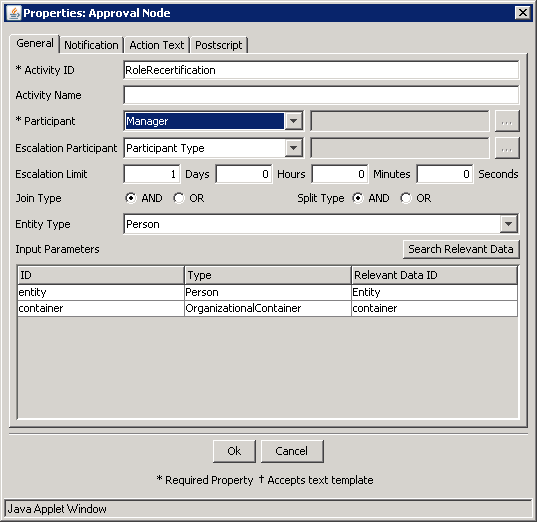 Properties: Approval Node
General Notification Action Text Postscript
* Activity ID RoleRecertification
Activity Name
* Participant Manager ...
Escalation Participant Participant Type ...
Escalation Limit 1 Days 0 Hours 0 Minutes 0 Seconds
Join Type AND OR Split Type AND OR
Entity Type Person
Input Parameters Search Relevant Data
ID Type Relevant Data ID
entity Person Entity
container OrganizationalContainer container
Ok Cancel
* Required Property † Accepts text template
Java Applet Window